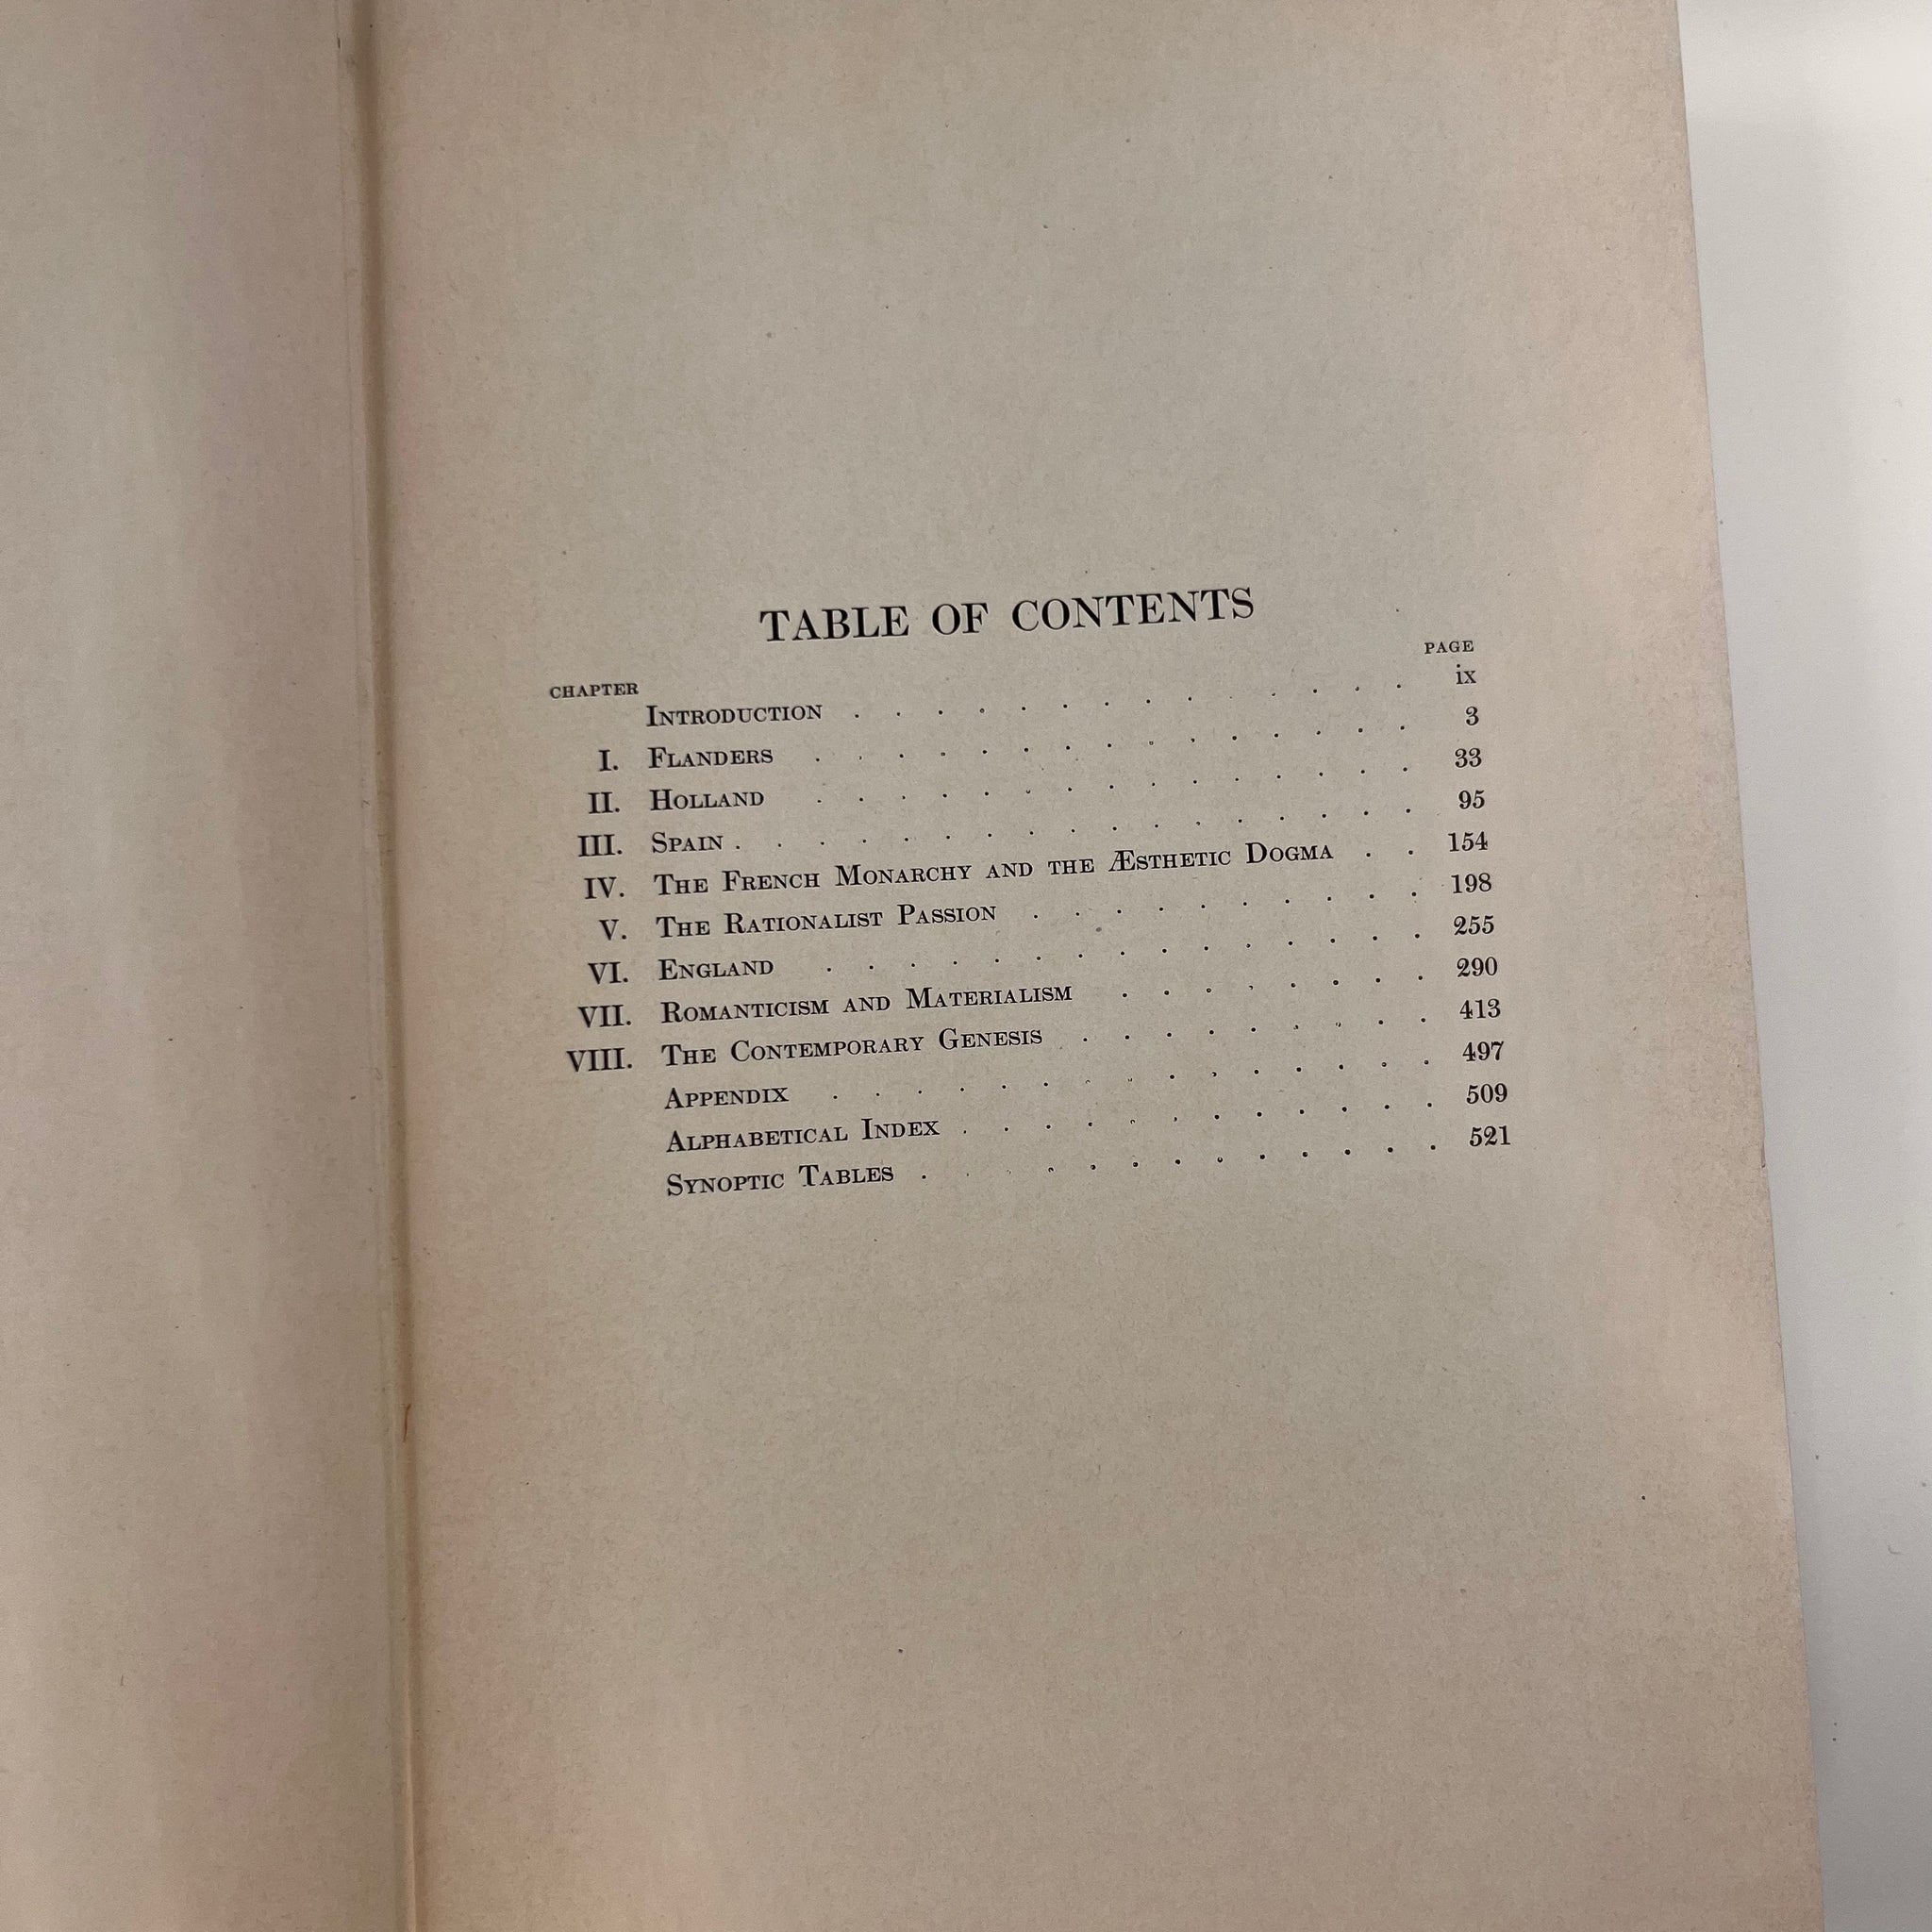 TABLE OF CONTENTS
CHAPTER PAGE
INTRODUCTION . . . . . . . . . . . . . ix
I. FLANDERS . . . . . . . . . . . . . . 3
II. HOLLAND . . . . . . . . . . . . . . 33
III. SPAIN . . . . . . . . . . . . . . . . 95
IV. THE FRENCH MONARCHY AND THE ÆSTHETIC DOGMA . . 154
V. THE RATIONALIST PASSION . . . . . . . . . . 198
VI. ENGLAND . . . . . . . . . . . . . . . 255
VII. ROMANTICISM AND MATERIALISM . . . . . . . . 290
VIII. THE CONTEMPORARY GENESIS . . . . . . . . . 413
APPENDIX . . . . . . . . . . . . . . . 497
ALPHABETICAL INDEX . . . . . . . . . . . . 509
SYNOPTIC TABLES . . . . . . . . . . . . . 521